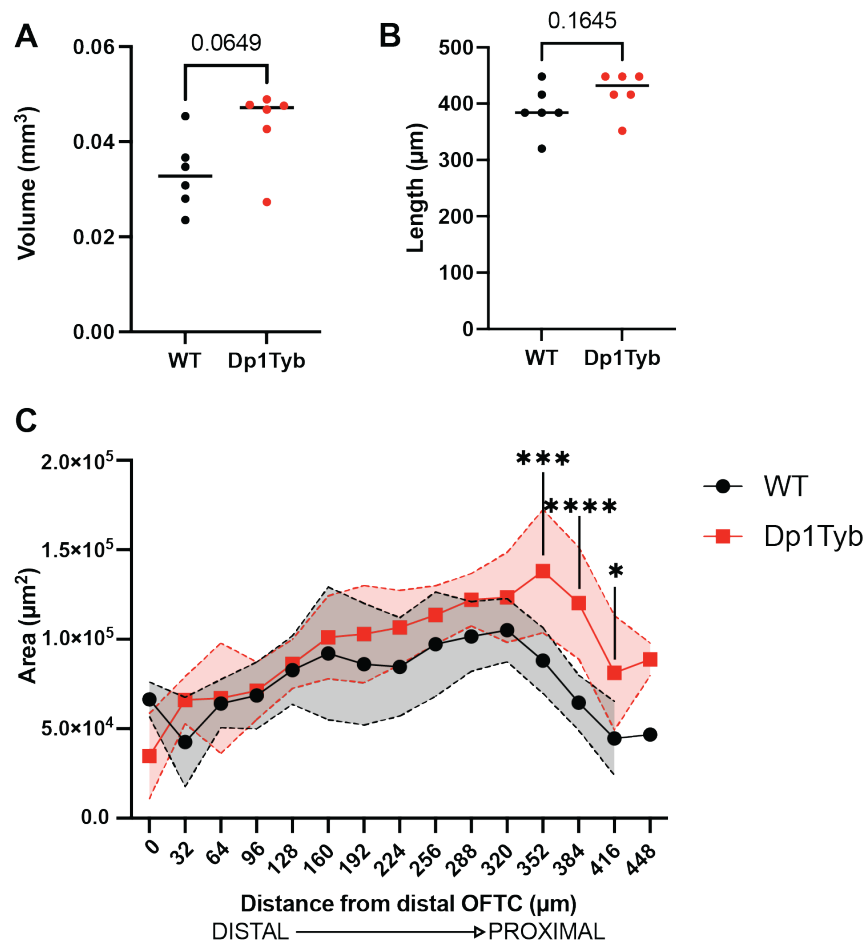 A
0.06
0.04
0.02
0.00
Volume (mm³)
0.0649
WT
Dp1Tyb
B
500
400
300
200
100
0
Length (µm)
0.1645
WT
Dp1Tyb
C
2.0×10⁵
1.5×10⁵
1.0×10⁵
5.0×10⁴
0.0
Area (µm²)
***
****
*
WT
Dp1Tyb
0 32 64 96 128 160 192 224 256 288 320 352 384 416 448
Distance from distal OFTC (µm)
DISTAL PROXIMAL